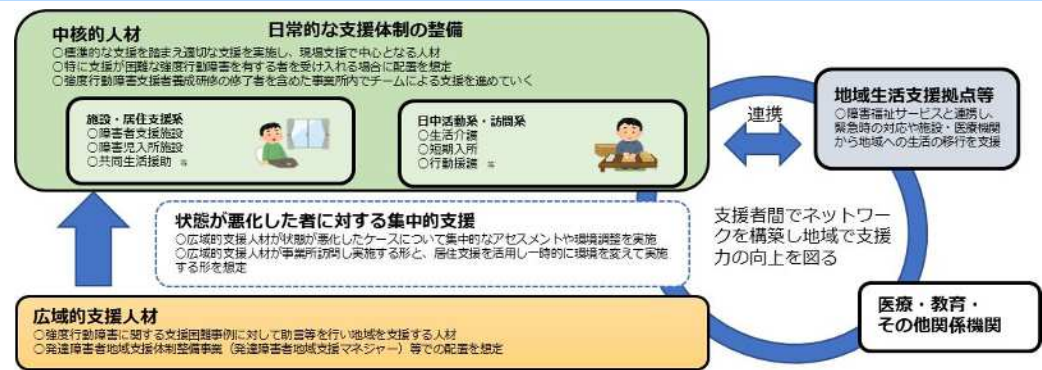 中核的人材
日常的な支援体制の整備
○標準的な支援を踏まえ適切な支援を実施し、現場支援で中心となる人材
○特に支援が困難な強度行動障害を有する者を受け入れる場合に配置を想定
○強度行動障害支援者養成研修の修了者を含めた事業所内でチームによる支援を進めていく
施設・居住支援系
○障害者支援施設
○障害児入所施設
○共同生活援助 等
日中活動系・訪問系
○生活介護
○短期入所
○行動援護 等
連携
地域生活支援拠点等
○障害福祉サービスと連携し、
緊急時の対応や施設・医療機関
から地域への生活の移行を支援
状態が悪化した者に対する集中的支援
○広域的支援人材が状態が悪化したケースについて集中的なアセスメントや環境調整を実施
○広域的支援人材が事業所訪問し実施する形と、居住支援を活用し一時的に環境を変えて実施
する形を想定
支援者間でネットワー
クを構築し地域で支援
力の向上を図る
広域的支援人材
○強度行動障害に関する支援困難事例に対して助言等を行い地域を支援する人材
○発達障害者地域支援体制整備事業（発達障害者地域支援マネジャー）等での配置を想定
医療・教育・
その他関係機関